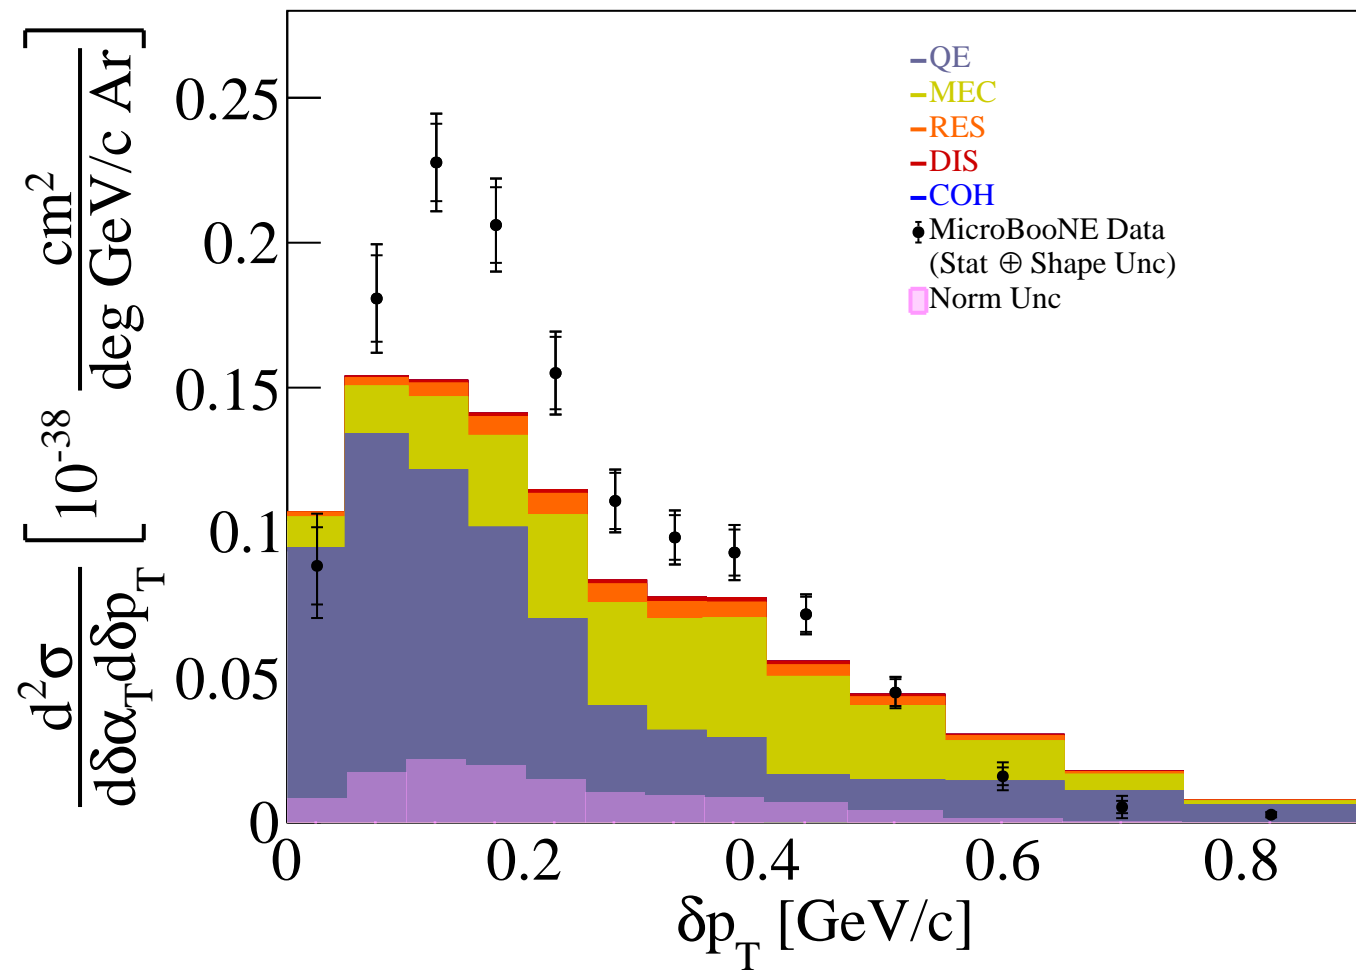 d²σ / dδα_T dδp_T [10⁻³⁸ cm² / deg GeV/c Ar]
0.25
0.2
0.15
0.1
0.05
0
QE
MEC
RES
DIS
COH
MicroBooNE Data
(Stat ⊕ Shape Unc)
Norm Unc
0 0.2 0.4 0.6 0.8
δp_T [GeV/c]